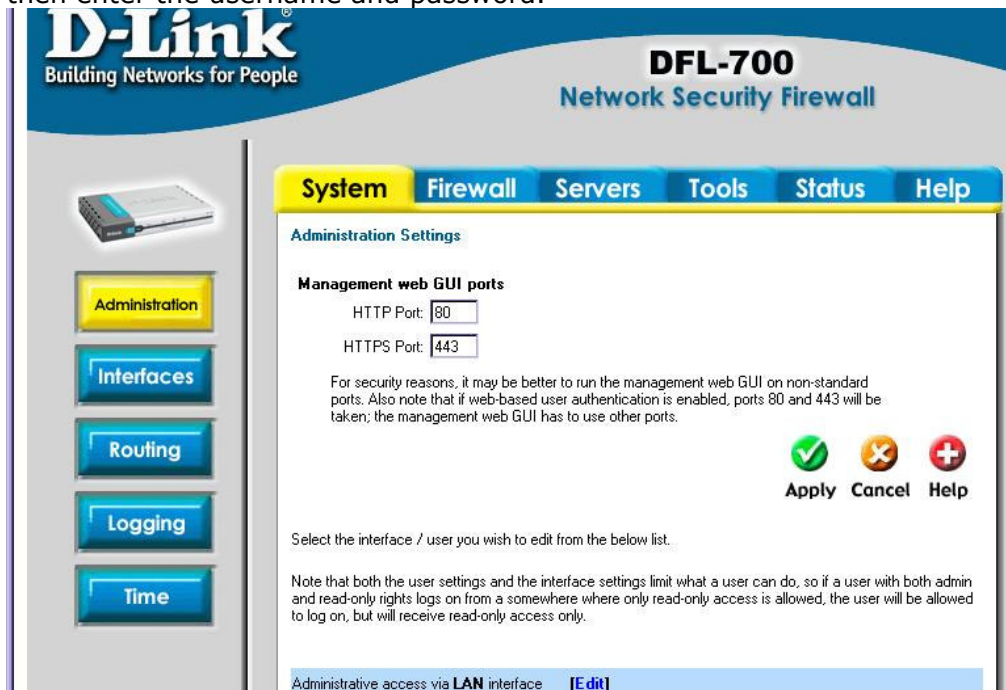 then enter the username and password.
D-Link®
Building Networks for People
DFL-700
Network Security Firewall
System Firewall Servers Tools Status Help
Administration Settings
Management web GUI ports
HTTP Port: 80
HTTPS Port: 443
For security reasons, it may be better to run the management web GUI on non-standard
ports. Also note that if web-based user authentication is enabled, ports 80 and 443 will be
taken; the management web GUI has to use other ports.
Apply Cancel Help
Administration
Interfaces
Routing
Logging
Time
Select the interface / user you wish to edit from the below list.
Note that both the user settings and the interface settings limit what a user can do, so if a user with both admin
and read-only rights logs on from a somewhere where only read-only access is allowed, the user will be allowed
to log on, but will receive read-only access only.
Administrative access via LAN interface [Edit]